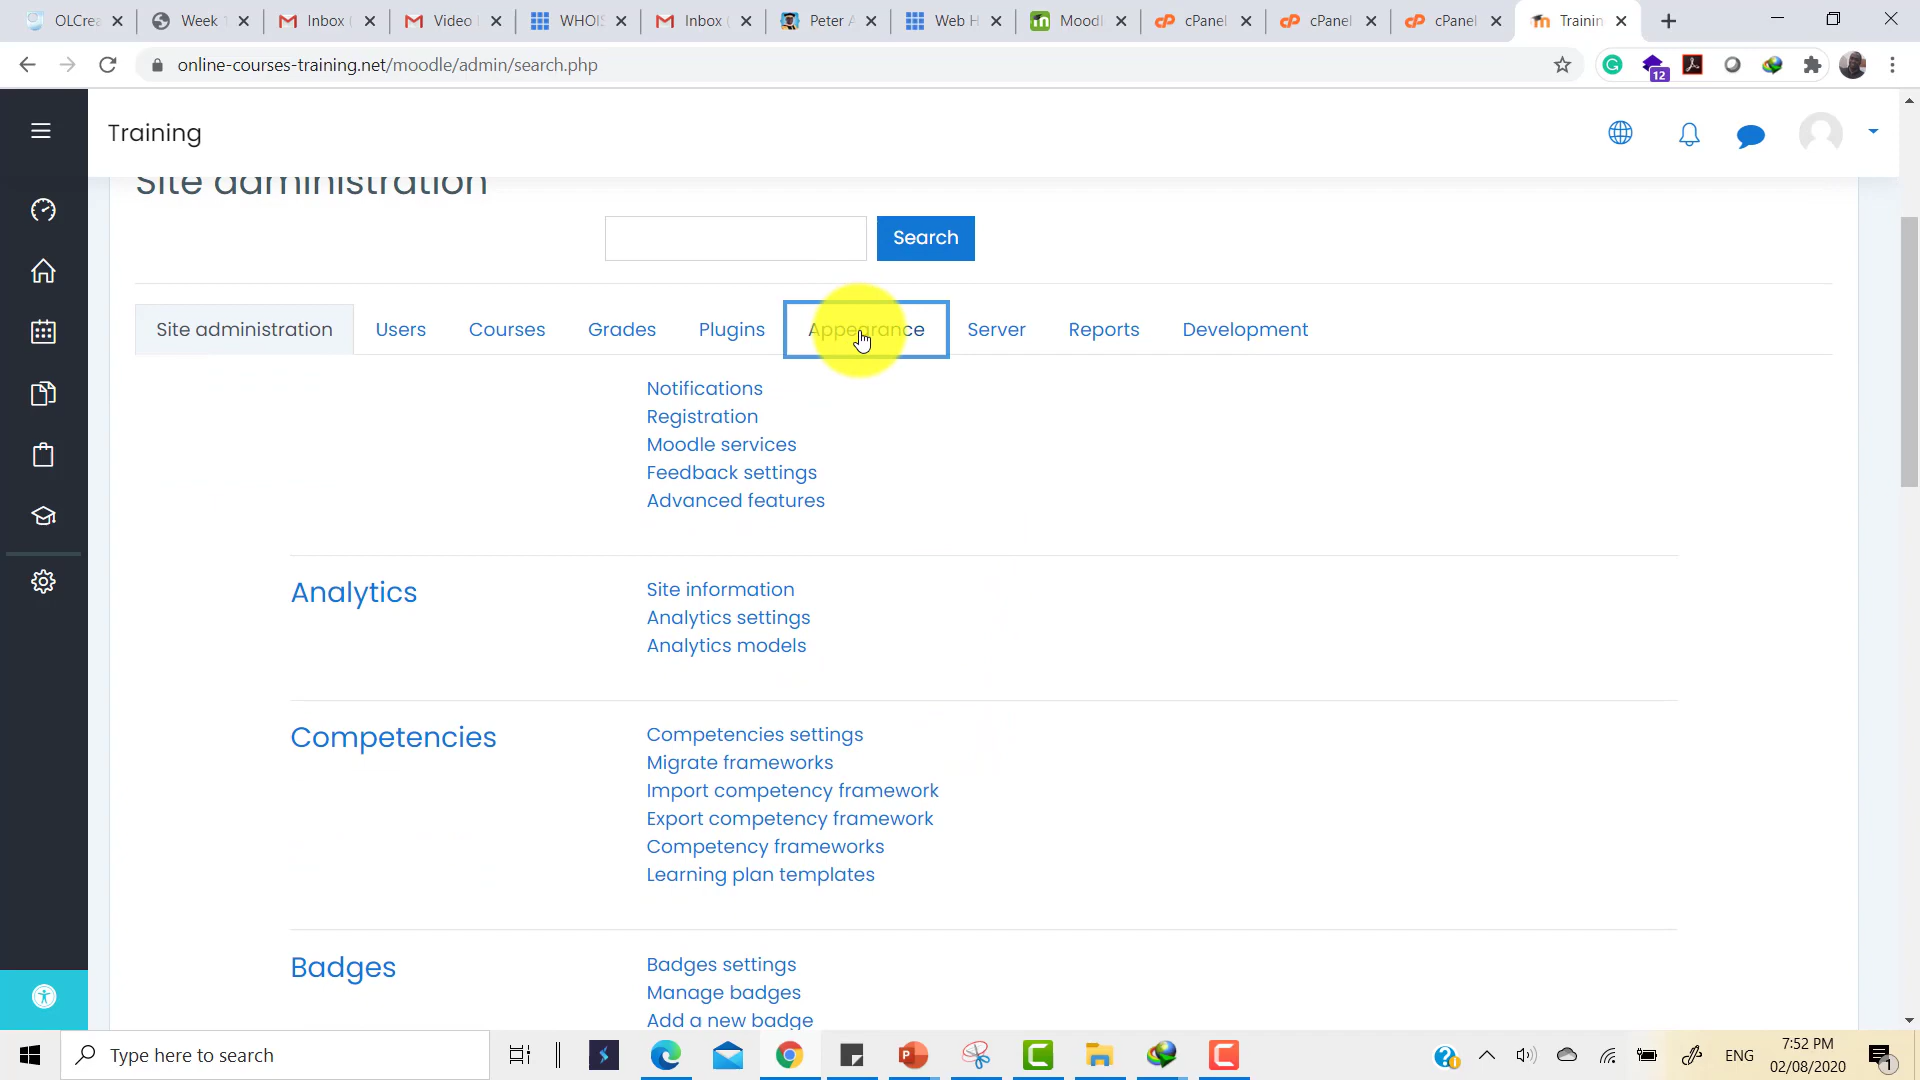 OLCrea
Week
Inbox (
Video
WHOIS
Inbox (
Peter A
Web H
Moodl
cPanel
cPanel
cPanel
Trainin
online-courses-training.net/moodle/admin/search.php
12
Training
Site administration
Search
Site administration
Users
Courses
Grades
Plugins
Appearance
Server
Reports
Development
Notifications
Registration
Moodle services
Feedback settings
Advanced features
Analytics
Site information
Analytics settings
Analytics models
Competencies
Competencies settings
Migrate frameworks
Import competency framework
Export competency framework
Competency frameworks
Learning plan templates
Badges
Badges settings
Manage badges
Add a new badge
Type here to search
ENG
7:52 PM
02/08/2020
1